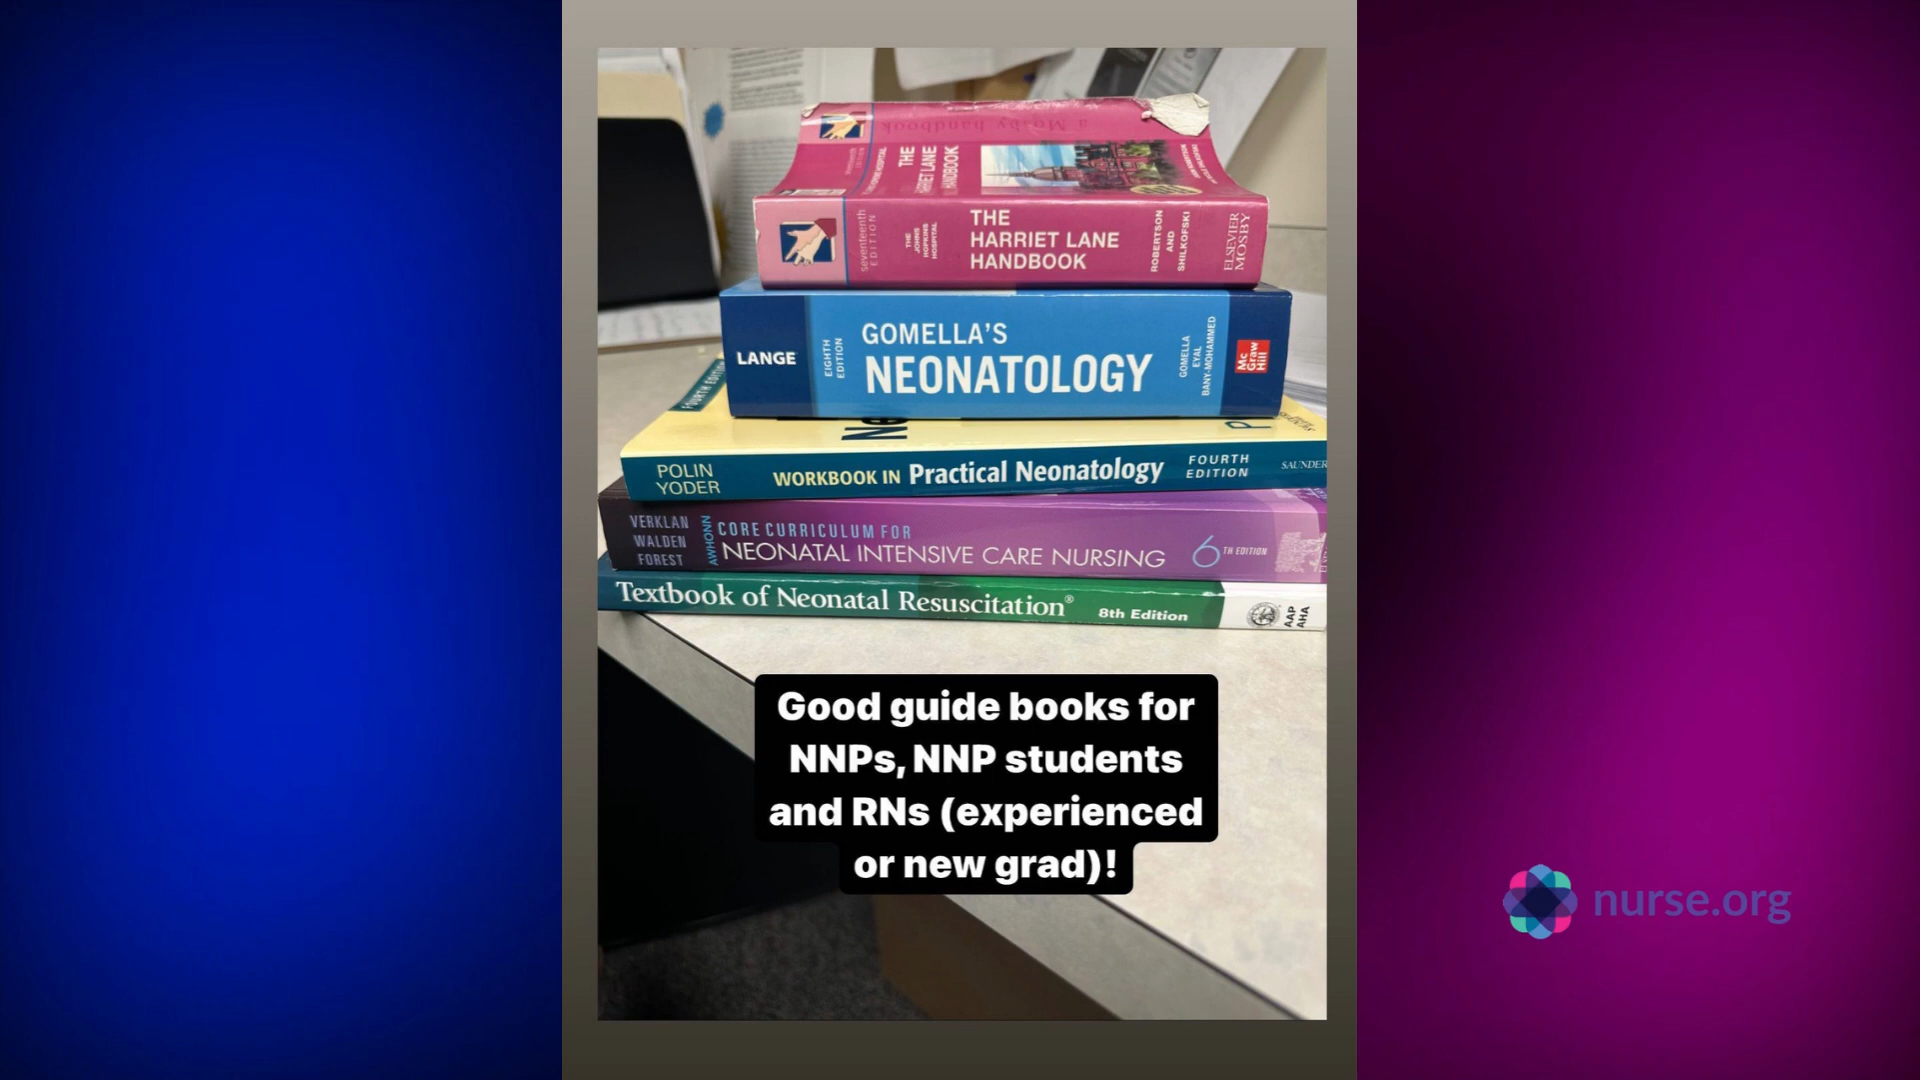 a Mosby handbook
THE
HARRIET LANE
HANDBOOK
seventeenth
EDITION
THE
JOHNS
HOPKINS
HOSPITAL
THE
HARRIET LANE
HANDBOOK
ROBERTSON
AND
SHILKOFSKI
ELSEVIER
MOSBY
LANGE
EIGHTH
EDITION
GOMELLA'S
NEONATOLOGY
GOMELLA
EYAL
BANY-MOHAMMED
Mc
Graw
Hill
FOURTH EDITION
Ne
P
POLIN
YODER
WORKBOOK IN Practical Neonatology
FOURTH
EDITION
SAUNDER
VERKLAN
WALDEN
FOREST
AWHONN
CORE CURRICULUM FOR
NEONATAL INTENSIVE CARE NURSING
6TH EDITION
Textbook of Neonatal Resuscitation®
8th Edition
AAP
AHA
Good guide books for
NNPs, NNP students
and RNs (experienced
or new grad)!
nurse.org